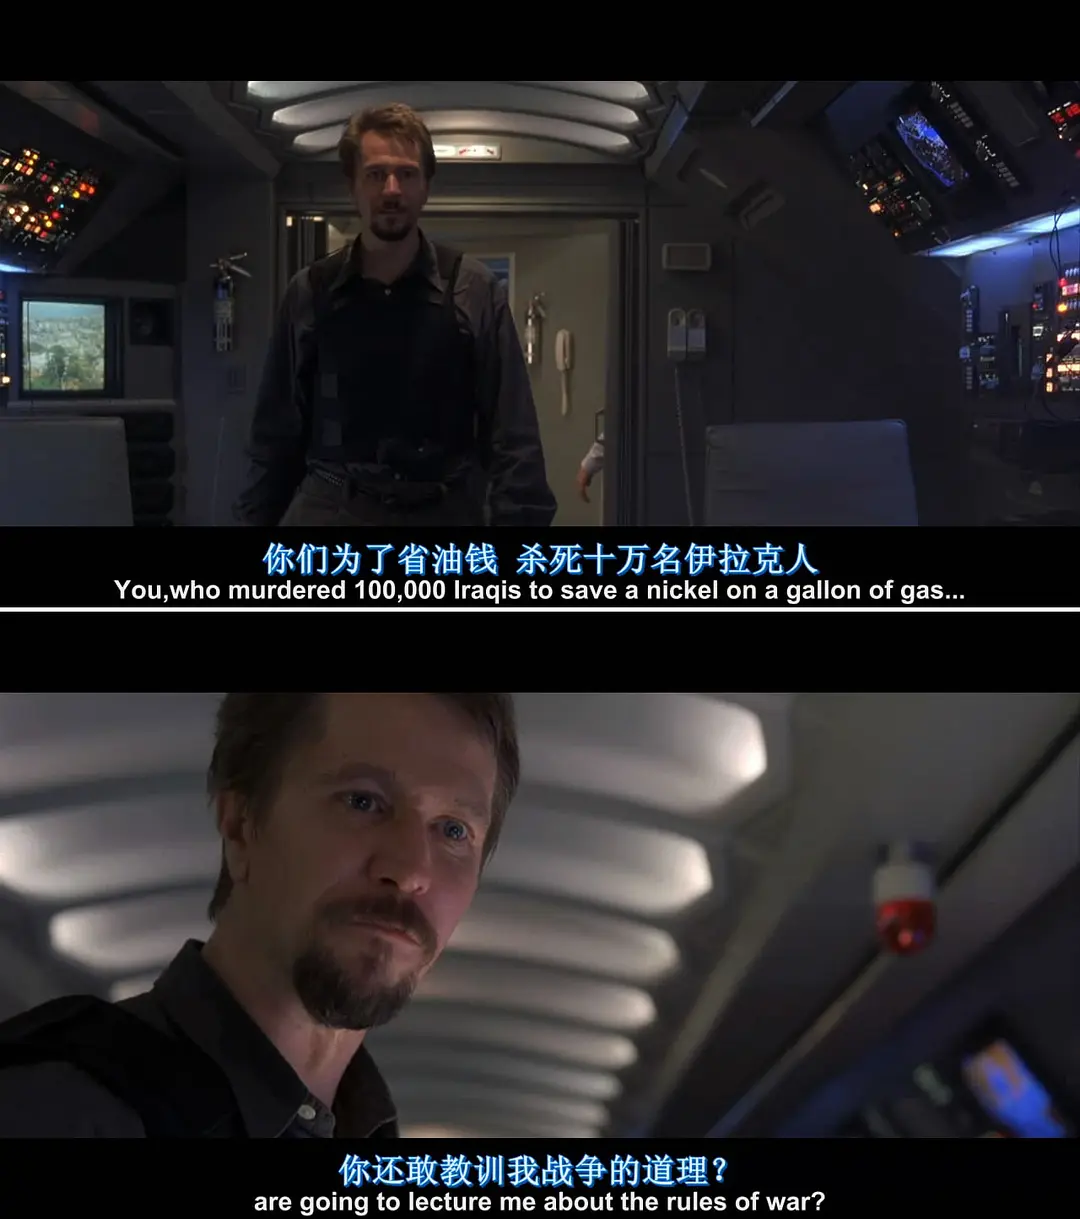 你们为了省油钱 杀死十万名伊拉克人
You,who murdered 100,000 Iraqis to save a nickel on a gallon of gas...
你还敢教训我战争的道理？
are going to lecture me about the rules of war?